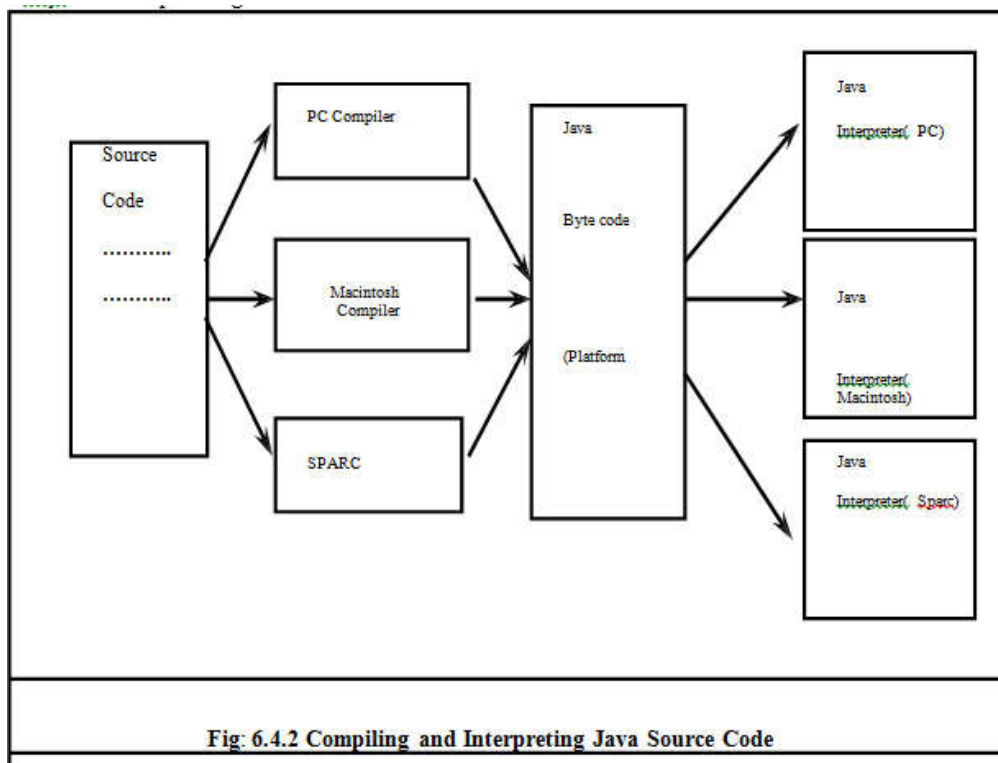 Source
Code
...........
...........
PC Compiler
Macintosh
Compiler
SPARC
Java
Byte code
(Platform
Java
Interpreter( PC)
Java
Interpreter(
Macintosh)
Java
Interpreter( Sparc)
Fig: 6.4.2 Compiling and Interpreting Java Source Code